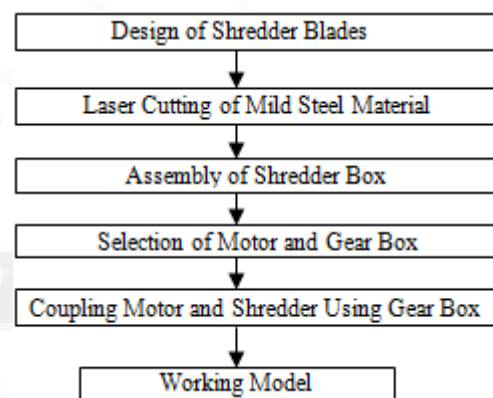 Design of Shredder Blades
Laser Cutting of Mild Steel Material
Assembly of Shredder Box
Selection of Motor and Gear Box
Coupling Motor and Shredder Using Gear Box
Working Model